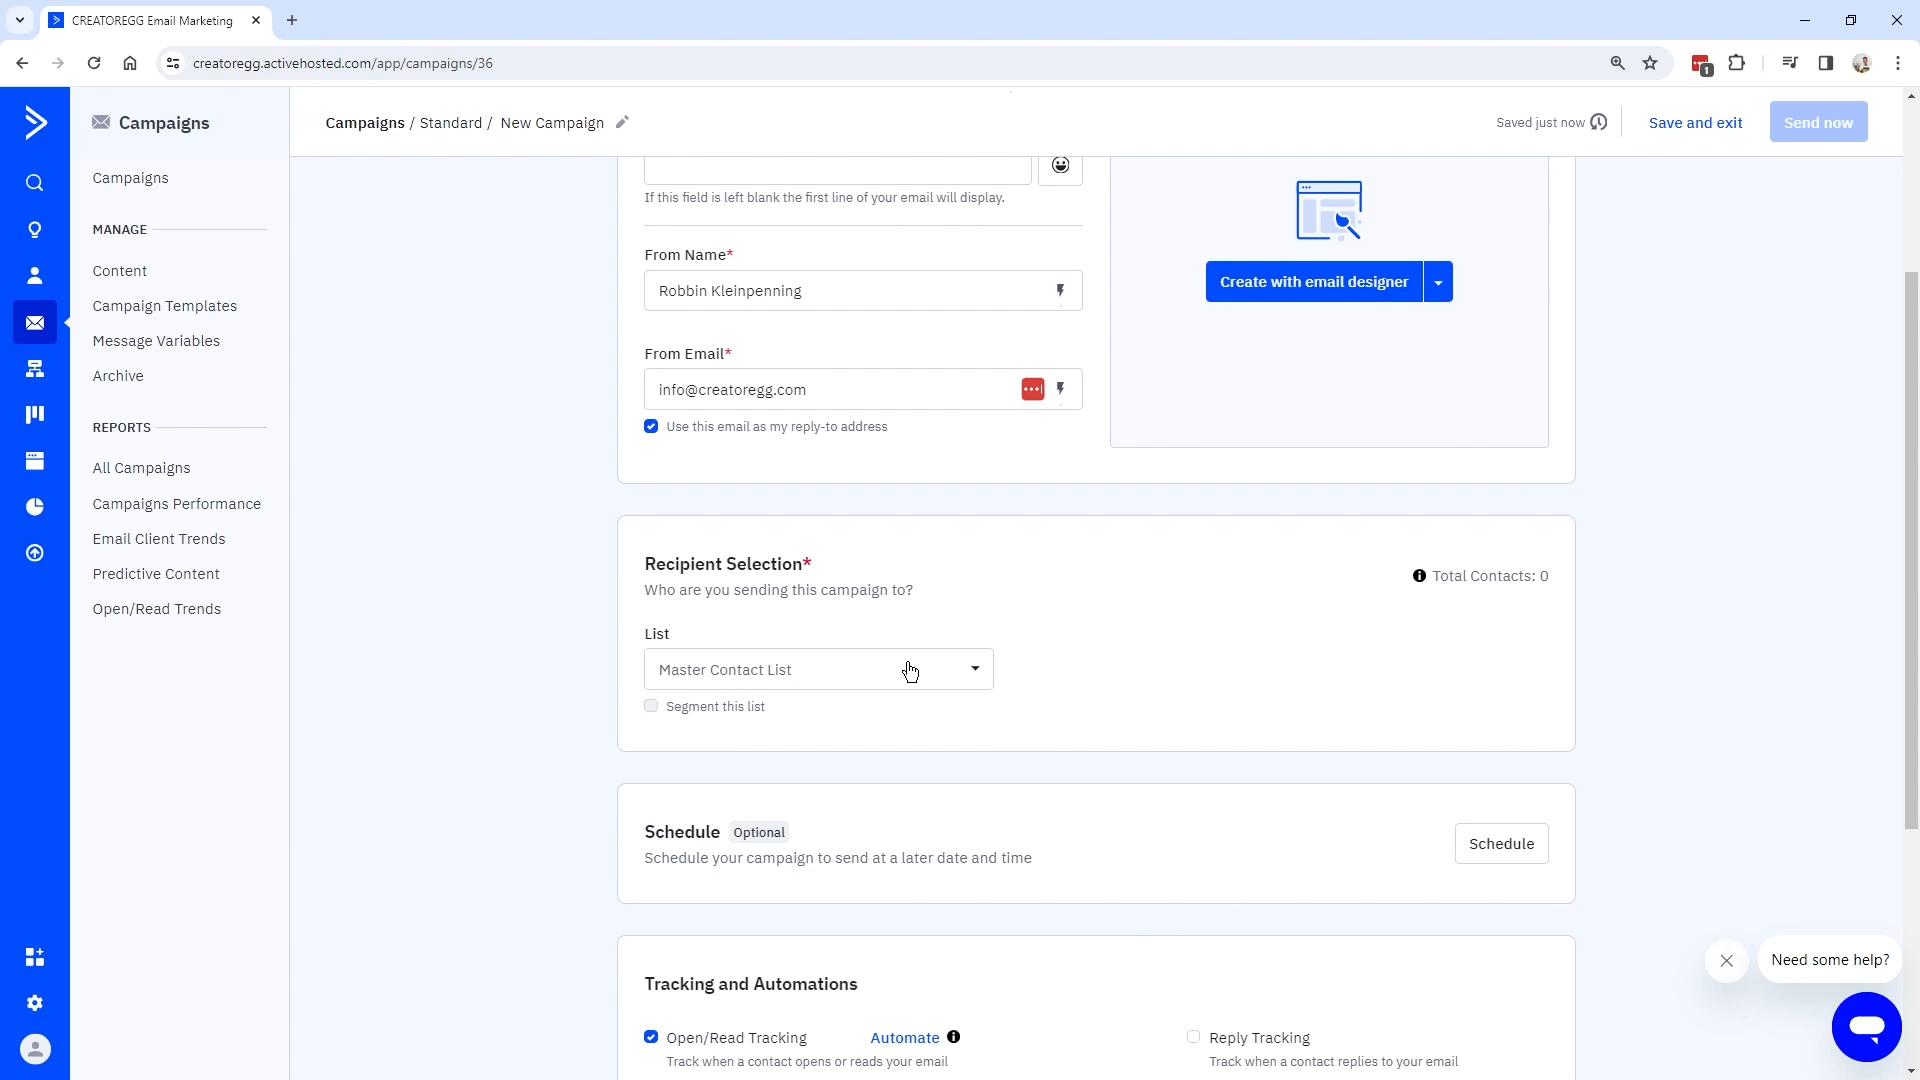 CREATOREGG Email Marketing
creatoregg.activehosted.com/app/campaigns/36
1
Campaigns
Campaigns / Standard / New Campaign
Saved just now
Save and exit
Send now
Campaigns
MANAGE
Content
Campaign Templates
Message Variables
Archive
REPORTS
All Campaigns
Campaigns Performance
Email Client Trends
Predictive Content
Open/Read Trends
If this field is left blank the first line of your email will display.
From Name*
Robbin Kleinpenning
From Email*
info@creatoregg.com
Use this email as my reply-to address
Create with email designer
Recipient Selection*
Who are you sending this campaign to?
Total Contacts: 0
List
Master Contact List
Segment this list
Schedule Optional
Schedule your campaign to send at a later date and time
Schedule
Tracking and Automations
Open/Read Tracking Automate
Track when a contact opens or reads your email
Reply Tracking
Track when a contact replies to your email
Need some help?